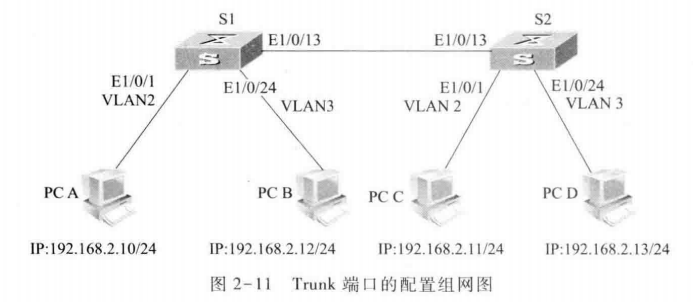 S1
S2
E1/0/13
E1/0/13
E1/0/1
VLAN2
E1/0/24
VLAN3
E1/0/1
VLAN 2
E1/0/24
VLAN 3
PC A
PC B
PC C
PC D
IP:192.168.2.10/24
IP:192.168.2.12/24
IP:192.168.2.11/24
IP:192.168.2.13/24
图 2-11 Trunk 端口的配置组网图